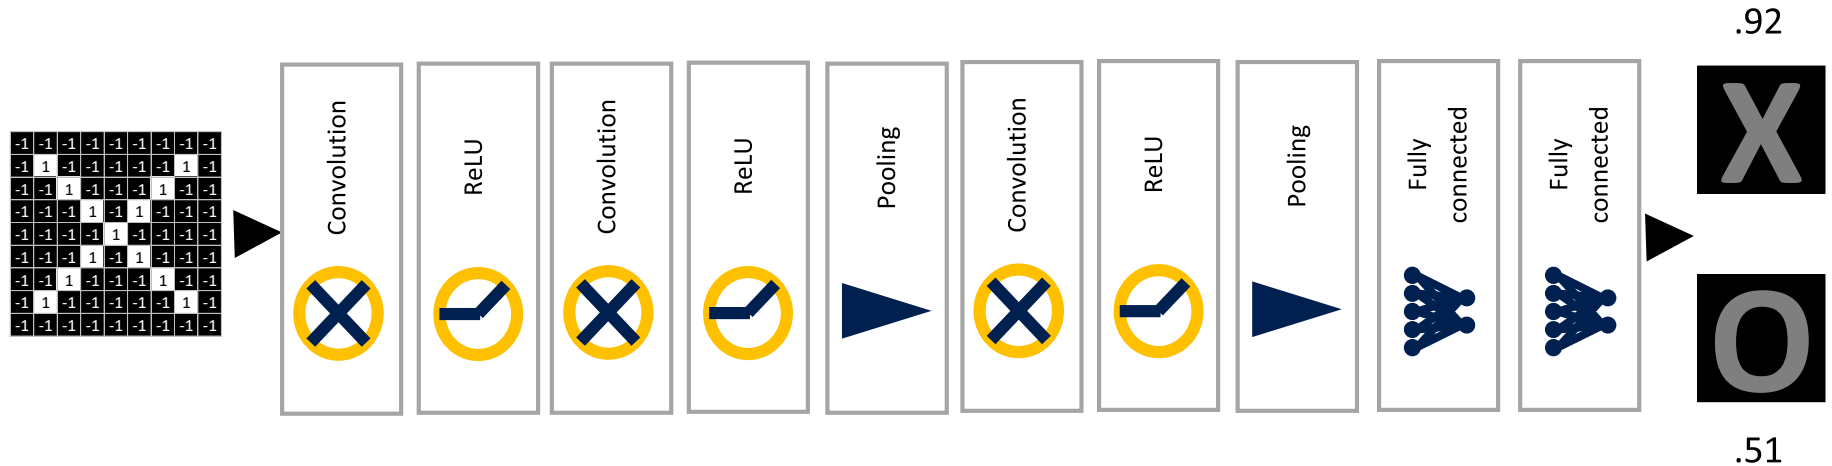 .92
-1 -1 -1 -1 -1 -1 -1 -1 -1
-1 1 -1 -1 -1 -1 -1 1 -1
-1 -1 1 -1 -1 -1 1 -1 -1
-1 -1 -1 1 -1 1 -1 -1 -1
-1 -1 -1 -1 1 -1 -1 -1 -1
-1 -1 -1 1 -1 1 -1 -1 -1
-1 -1 1 -1 -1 -1 1 -1 -1
-1 1 -1 -1 -1 -1 -1 1 -1
-1 -1 -1 -1 -1 -1 -1 -1 -1
Convolution
ReLU
Convolution
ReLU
Pooling
Convolution
ReLU
Pooling
Fully
connected
Fully
connected
X
O
.51